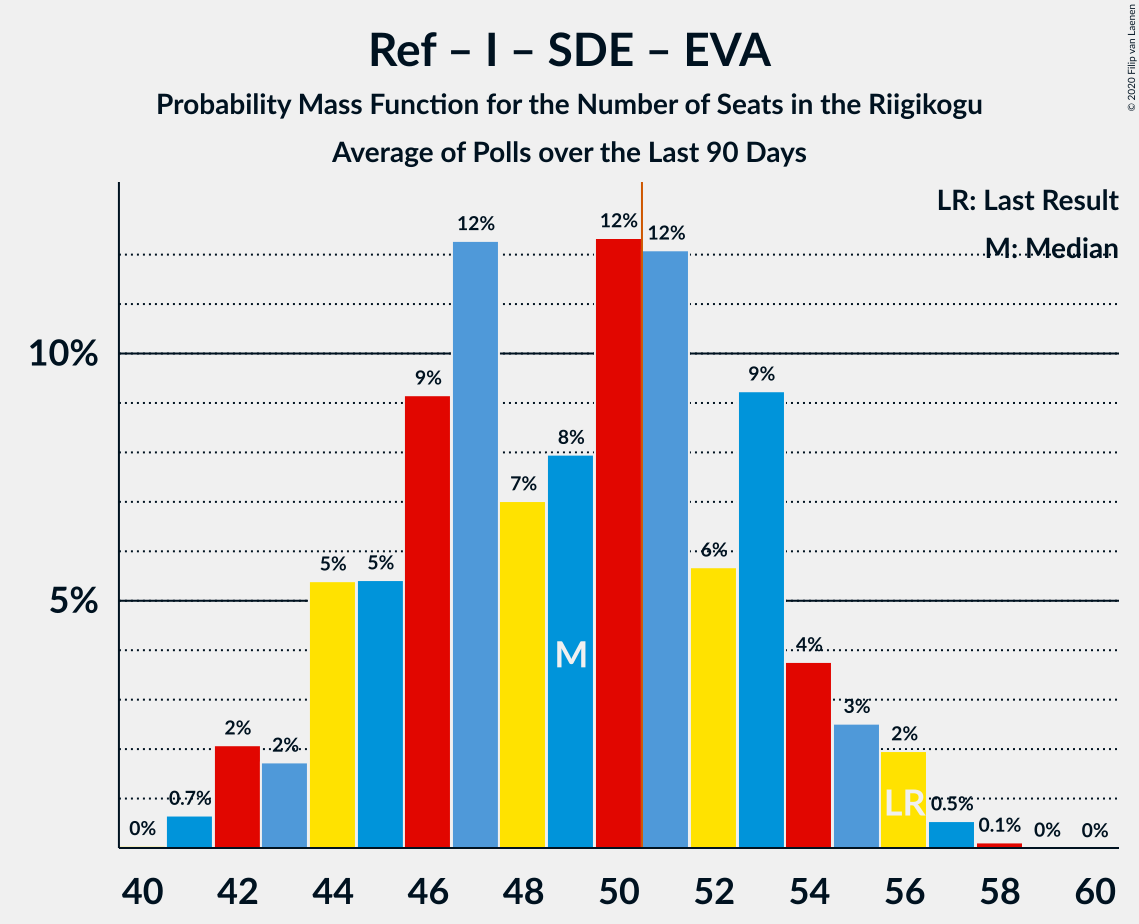 Ref – I – SDE – EVA
Probability Mass Function for the Number of Seats in the Riigikogu
Average of Polls over the Last 90 Days
© 2020 Filip van Laenen
LR: Last Result
M: Median
10%
5%
0%
0.7%
2%
2%
5%
5%
9%
12%
7%
8%
12%
12%
6%
9%
4%
3%
2%
0.5%
0.1%
0%
0%
M
LR
40 42 44 46 48 50 52 54 56 58 60